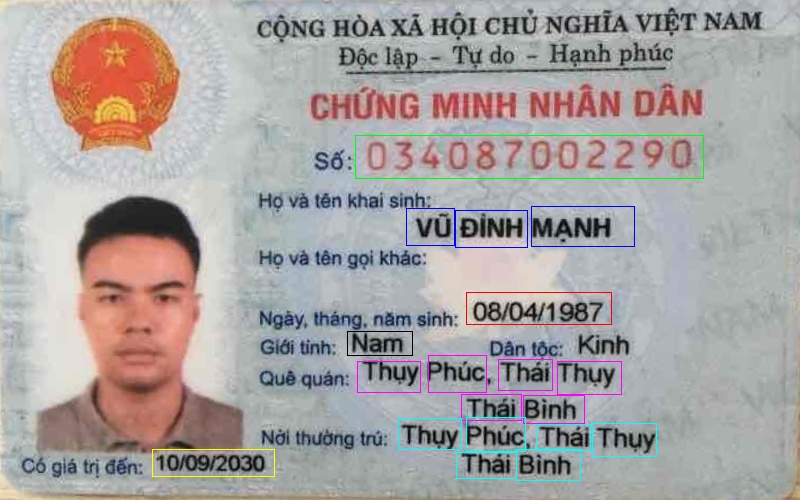 CỘNG HÒA XÃ HỘI CHỦ NGHĨA VIỆT NAM
Độc lập - Tự do - Hạnh phúc
CHỨNG MINH NHÂN DÂN
Số: 034087002290
Họ và tên khai sinh:
VŨ ĐÌNH MẠNH
Họ và tên gọi khác:
Ngày, tháng, năm sinh: 08/04/1987
Giới tính: Nam Dân tộc: Kinh
Quê quán: Thụy Phúc, Thái Thụy
Thái Bình
Nơi thường trú: Thụy Phúc, Thái Thụy
Thái Bình
Có giá trị đến: 10/09/2030